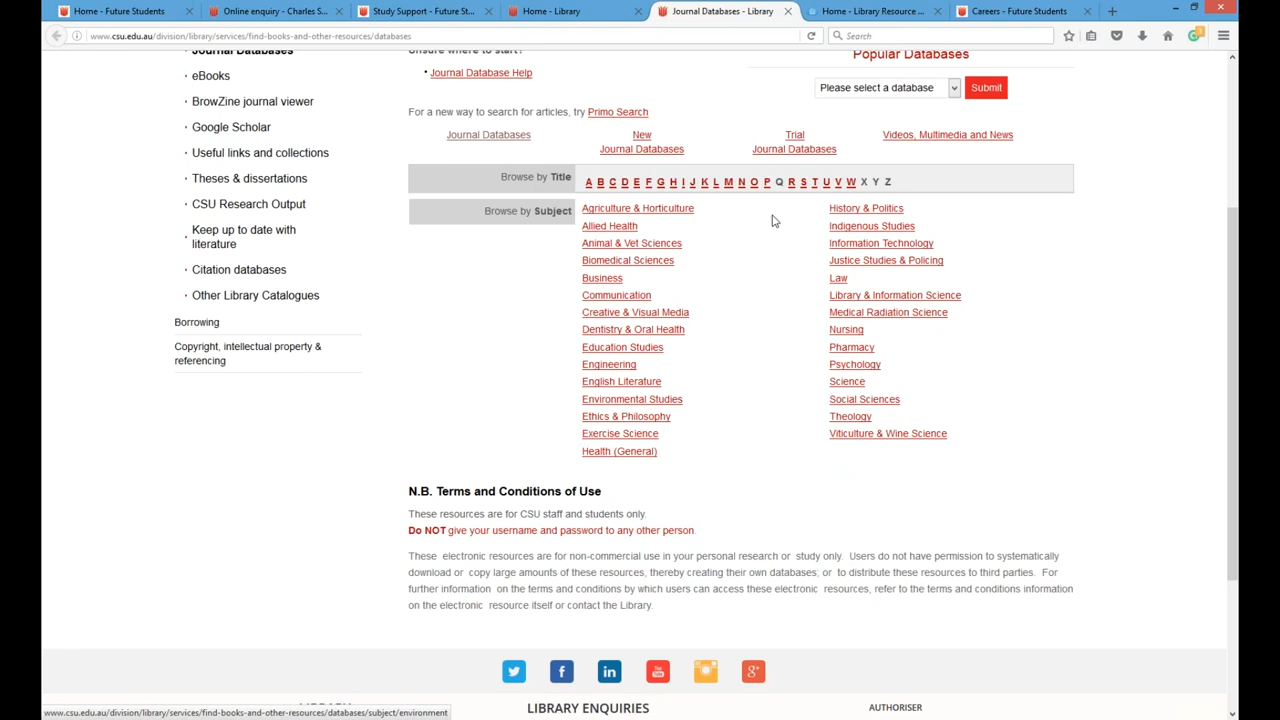 Home - Future Students
Online enquiry - Charles S...
Study Support - Future St...
Home - Library
Journal Databases - Library
Home - Library Resource ...
Careers - Future Students
www.csu.edu.au/division/library/services/find-books-and-other-resources/databases
Search
Journal Databases
eBooks
BrowZine journal viewer
Google Scholar
Useful links and collections
Theses & dissertations
CSU Research Output
Keep up to date with
literature
Citation databases
Other Library Catalogues
Borrowing
Copyright, intellectual property &
referencing
Unsure where to start?
Journal Database Help
Popular Databases
Please select a database
Submit
For a new way to search for articles, try Primo Search
Journal Databases
New
Journal Databases
Trial
Journal Databases
Videos, Multimedia and News
Browse by Title
A B C D E F G H I J K L M N O P Q R S T U V W X Y Z
Browse by Subject
Agriculture & Horticulture
Allied Health
Animal & Vet Sciences
Biomedical Sciences
Business
Communication
Creative & Visual Media
Dentistry & Oral Health
Education Studies
Engineering
English Literature
Environmental Studies
Ethics & Philosophy
Exercise Science
Health (General)
History & Politics
Indigenous Studies
Information Technology
Justice Studies & Policing
Law
Library & Information Science
Medical Radiation Science
Nursing
Pharmacy
Psychology
Science
Social Sciences
Theology
Viticulture & Wine Science
N.B. Terms and Conditions of Use
These resources are for CSU staff and students only.
Do NOT give your username and password to any other person.
These electronic resources are for non-commercial use in your personal research or study only. Users do not have permission to systematically
download or copy large amounts of these resources, thereby creating their own databases; or to distribute these resources to third parties. For
further information on the terms and conditions by which users can access these electronic resources, refer to the terms and conditions information
on the electronic resource itself or contact the Library.
LIBRARY ENQUIRIES
AUTHORISER
www.csu.edu.au/division/library/services/find-books-and-other-resources/databases/subject/environment